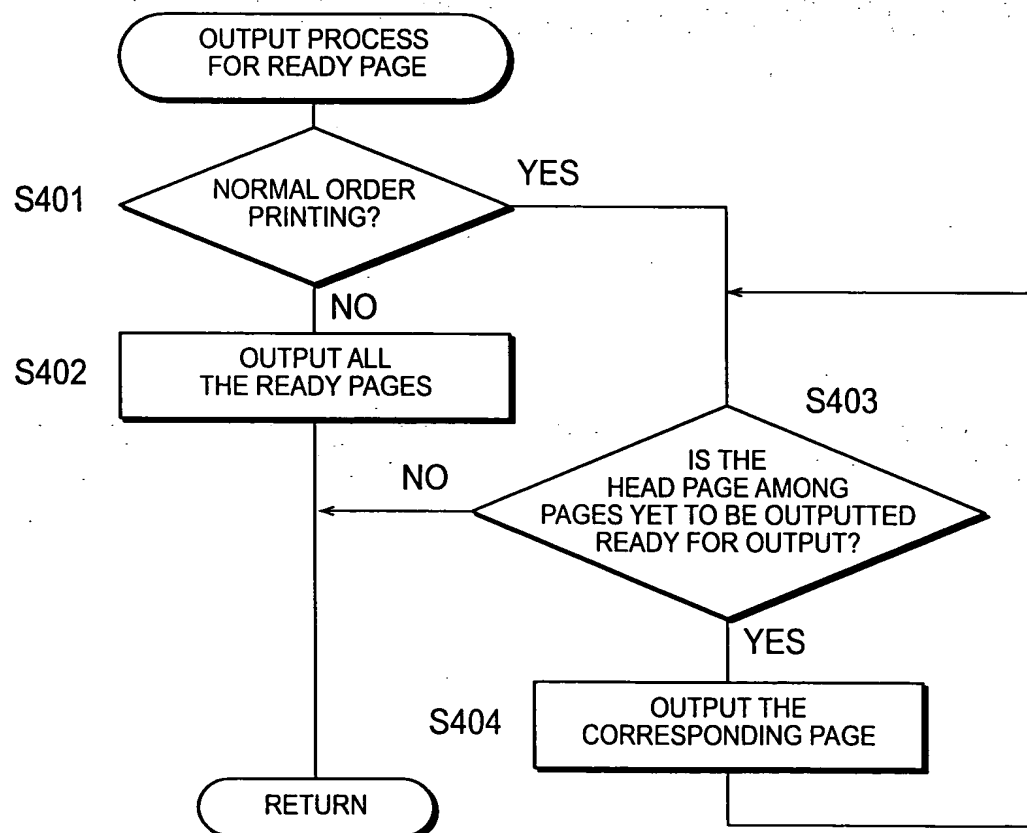 OUTPUT PROCESS
FOR READY PAGE
S401
NORMAL ORDER
PRINTING?
YES
NO
S402
OUTPUT ALL
THE READY PAGES
S403
IS THE
HEAD PAGE AMONG
PAGES YET TO BE OUTPUTTED
READY FOR OUTPUT?
NO
YES
S404
OUTPUT THE
CORRESPONDING PAGE
RETURN